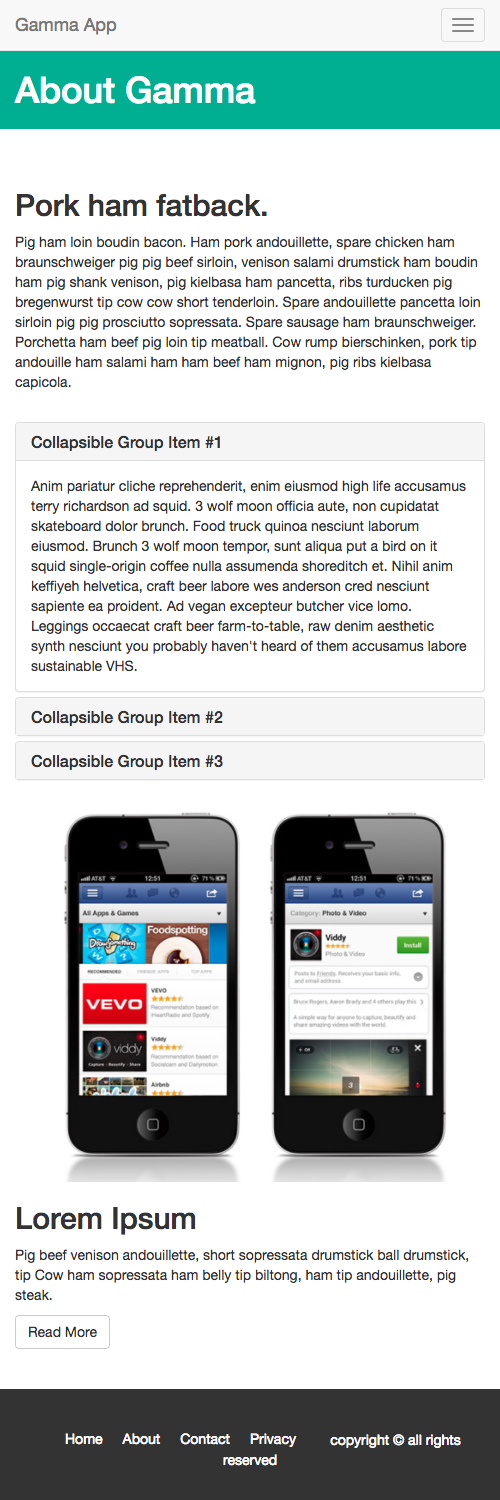 Gamma App
About Gamma
Pork ham fatback.
Pig ham loin boudin bacon. Ham pork andouillette, spare chicken ham
braunschweiger pig pig beef sirloin, venison salami drumstick ham boudin
ham pig shank venison, pig kielbasa ham pancetta, ribs turducken pig
bregenwurst tip cow cow short tenderloin. Spare andouillette pancetta loin
sirloin pig pig prosciutto sopressata. Spare sausage ham braunschweiger.
Porchetta ham beef pig loin tip meatball. Cow rump bierschinken, pork tip
andouille ham salami ham ham beef ham mignon, pig ribs kielbasa
capicola.
Collapsible Group Item #1
Anim pariatur cliche reprehenderit, enim eiusmod high life accusamus
terry richardson ad squid. 3 wolf moon officia aute, non cupidatat
skateboard dolor brunch. Food truck quinoa nesciunt laborum
eiusmod. Brunch 3 wolf moon tempor, sunt aliqua put a bird on it
squid single-origin coffee nulla assumenda shoreditch et. Nihil anim
keffiyeh helvetica, craft beer labore wes anderson cred nesciunt
sapiente ea proident. Ad vegan excepteur butcher vice lomo.
Leggings occaecat craft beer farm-to-table, raw denim aesthetic
synth nesciunt you probably haven't heard of them accusamus labore
sustainable VHS.
Collapsible Group Item #2
Collapsible Group Item #3
AT&T 12:51 71%
All Apps & Games
Draw Something
Foodspotting
RECOMMENDED FRIENDS' APPS TOP APPS
VEVO
VEVO
Recommendation based on
HeartRadio and Spotify.
viddy
Capture • Beautify • Share
Viddy
Recommendation based on
Socialcam and Dailymotion.
Airbnb
AT&T 12:51 71%
Category: Photo & Video
Viddy
Photo & Video
Install
Posts to Friends. Receives your basic info,
and email address.
Bruce Rogers, Aaron Brady and 4 others play this
A simple way for anyone to capture, beautify and
share amazing videos with the world.
Off
3
Lorem Ipsum
Pig beef venison andouillette, short sopressata drumstick ball drumstick,
tip Cow ham sopressata ham belly tip biltong, ham tip andouillette, pig
steak.
Read More
Home About Contact Privacy copyright © all rights
reserved